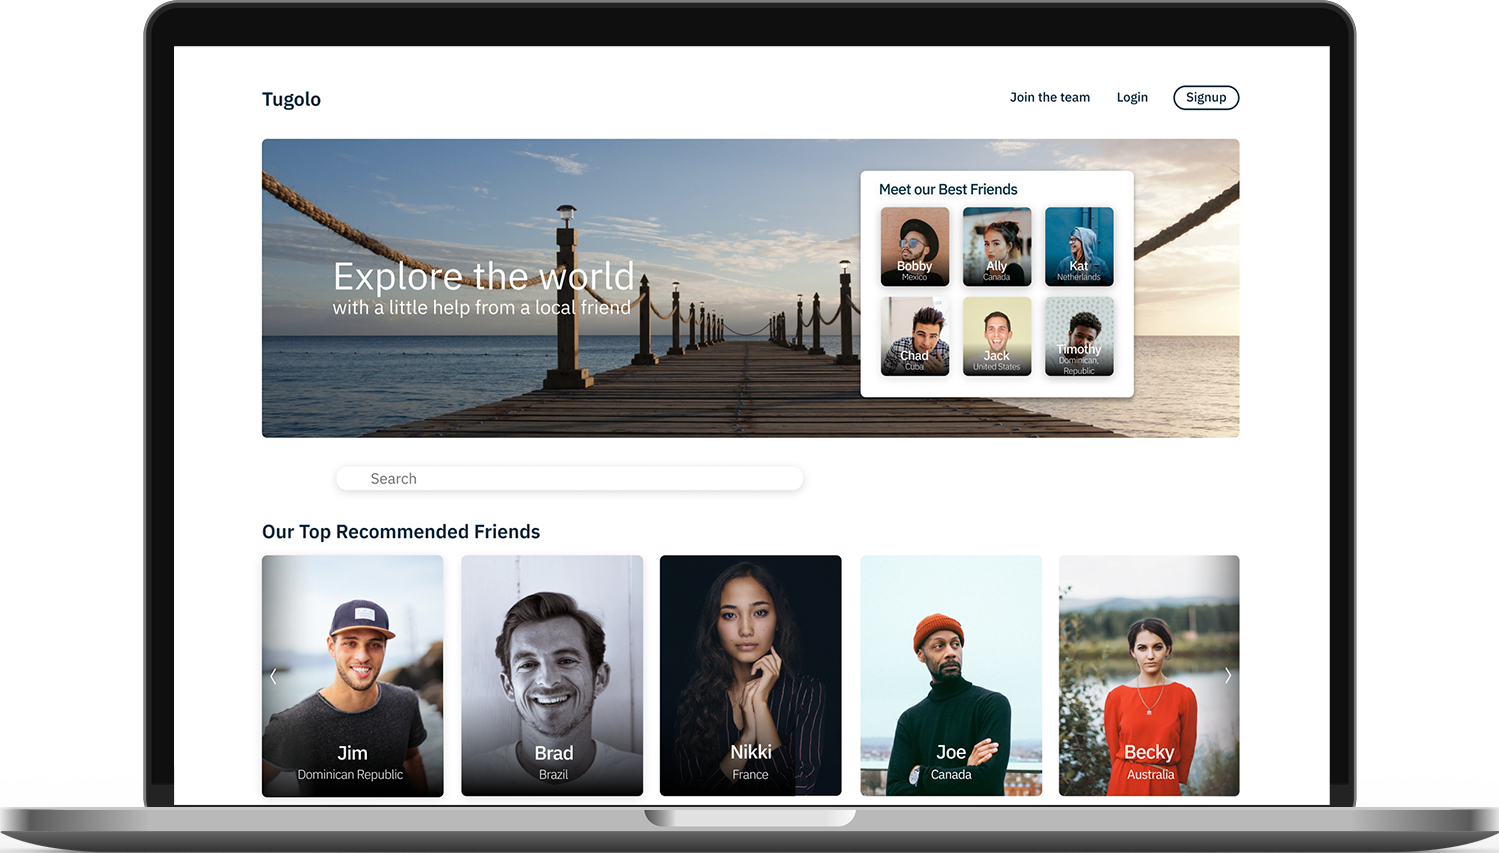 Tugolo
Join the team
Login
Signup
Explore the world
with a little help from a local friend
Meet our Best Friends
Bobby
Mexico
Ally
Canada
Kat
Netherlands
Chad
Cuba
Jack
United States
Timothy
Dominican,
Republic
Search
Our Top Recommended Friends
Jim
Dominican Republic
Brad
Brazil
Nikki
France
Joe
Canada
Becky
Australia